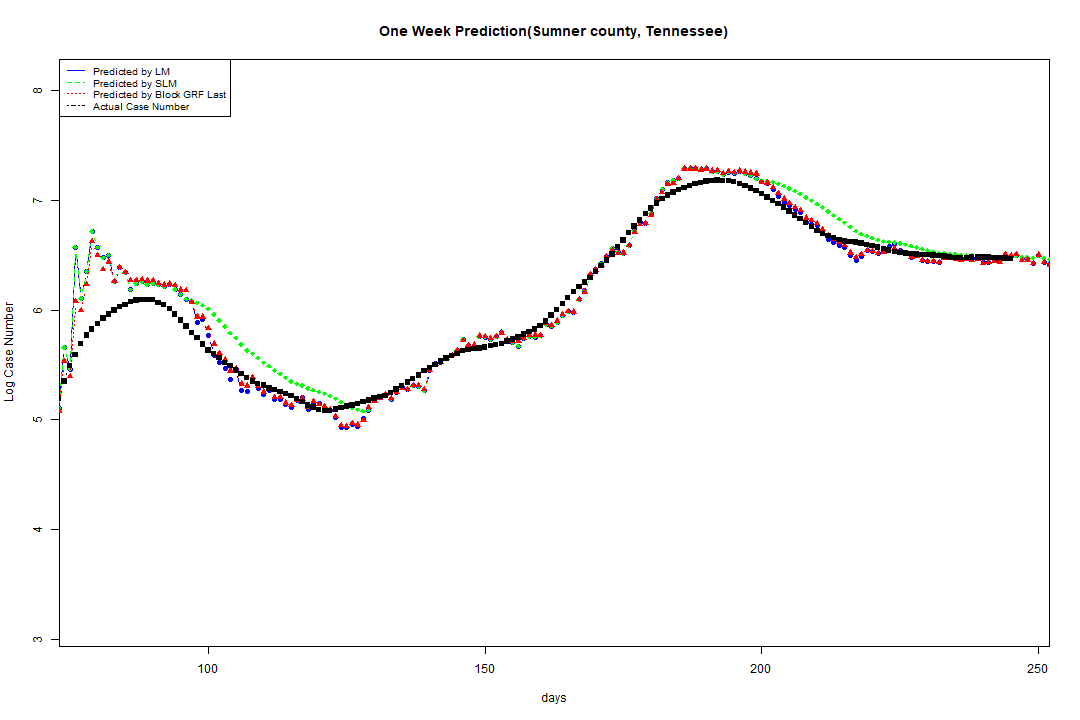 One Week Prediction(Sumner county, Tennessee)
Predicted by LM
Predicted by SLM
Predicted by Block GRF Last
Actual Case Number
Log Case Number
8
7
6
5
4
3
100
150
200
250
days